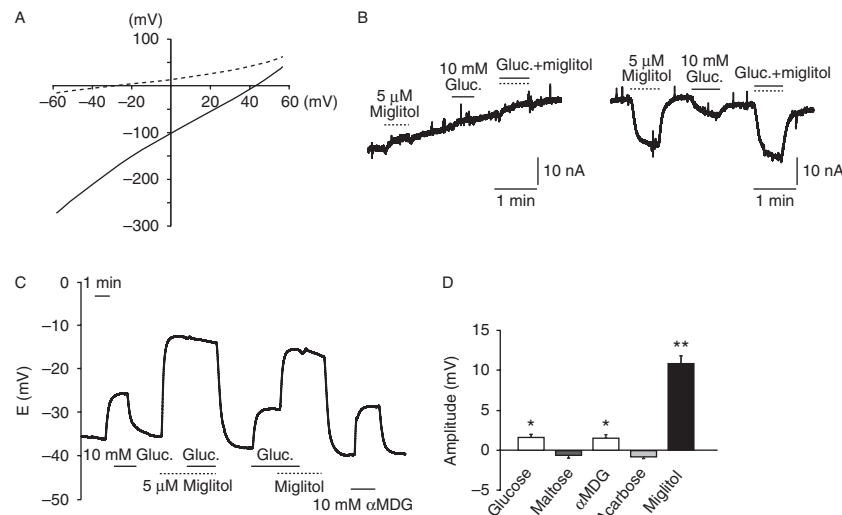 A
(mV)
100
0
−60 −40 −20 0 20 40 60 (mV)
−100
−200
−300
B
5 µM
Miglitol
10 mM
Gluc.
Gluc.+miglitol
10 nA
1 min
5 µM
Miglitol
10 mM
Gluc.
Gluc.+miglitol
10 nA
1 min
C
0
1 min
−10
−20
E (mV)
−30
−40
−50
10 mM Gluc. Gluc. Gluc.
5 µM Miglitol Miglitol
10 mM αMDG
D
Amplitude (mV)
15
10
5
0
−5
* * **
Glucose
Maltose
αMDG
Acarbose
Miglitol